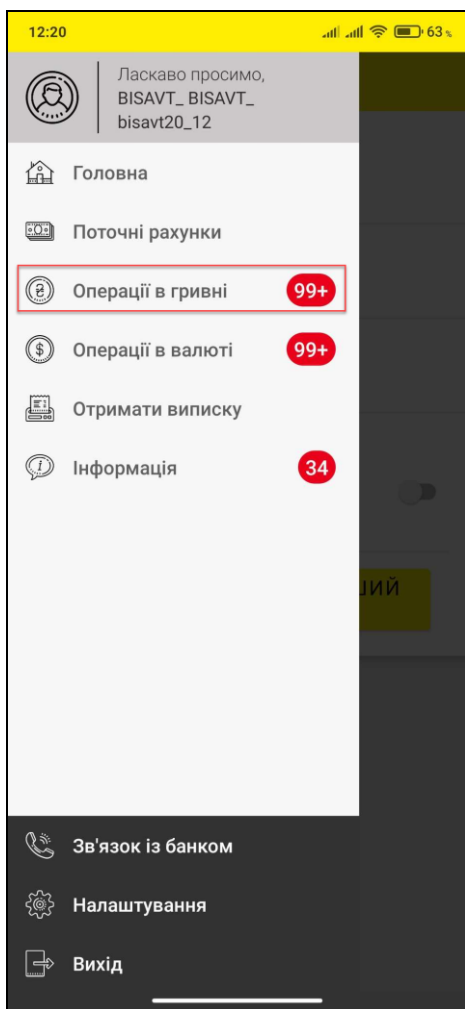 12:20
63 %
Ласкаво просимо,
BISAVT_ BISAVT_
bisavt20_12
Головна
Поточні рахунки
Операції в гривні 99+
Операції в валюті 99+
Отримати виписку
Інформація 34
ший
Зв'язок із банком
Налаштування
Вихід